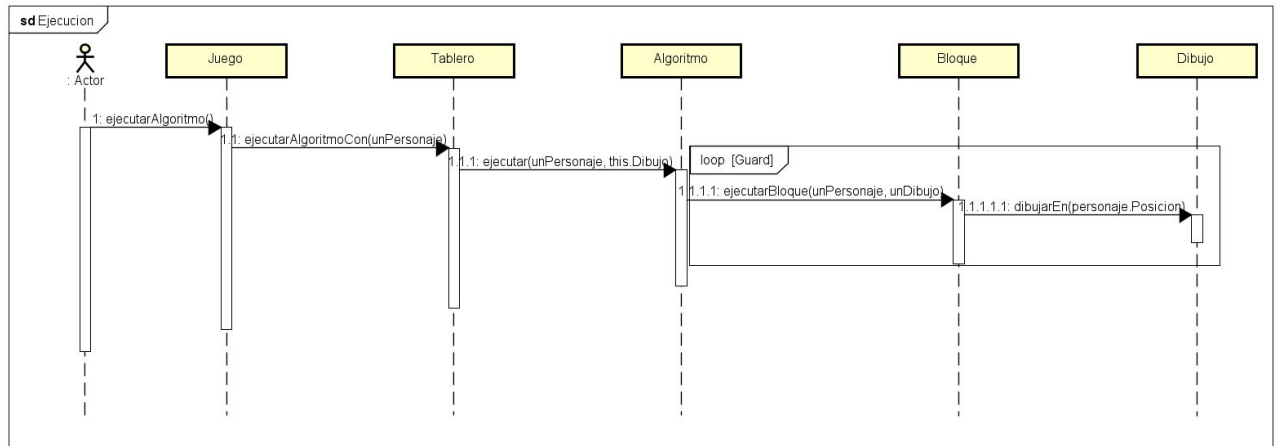 sd Ejecucion
: Actor
Juego
Tablero
Algoritmo
Bloque
Dibujo
1: ejecutarAlgoritmo()
1.1: ejecutarAlgoritmoCon(unPersonaje)
1.1.1: ejecutar(unPersonaje, this.Dibujo)
loop [Guard]
1.1.1.1: ejecutarBloque(unPersonaje, unDibujo)
1.1.1.1.1: dibujarEn(personaje.Posicion)